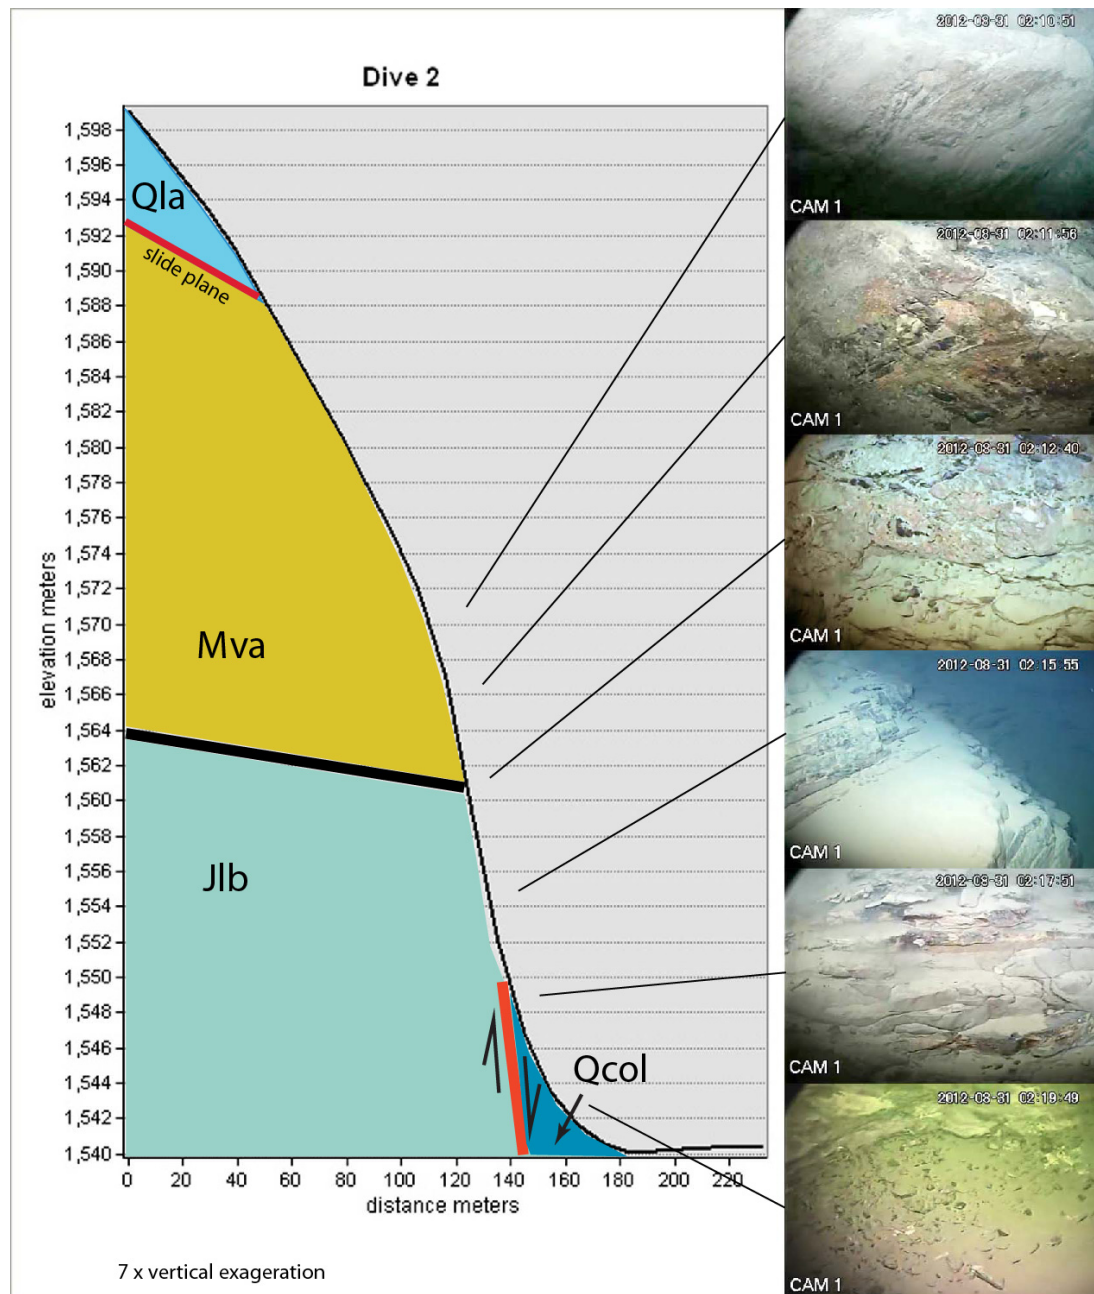 Dive 2
1,598
1,596
1,594
1,592
1,590
1,588
1,586
1,584
1,582
1,580
1,578
1,576
1,574
1,572
1,570
1,568
1,566
1,564
1,562
1,560
1,558
1,556
1,554
1,552
1,550
1,548
1,546
1,544
1,542
1,540
elevation meters
Qla
slide plane
Mva
Jlb
Qcol
0 20 40 60 80 100 120 140 160 180 200 220
distance meters
7 x vertical exageration
2012-08-31 02:10:51
CAM 1
2012-08-31 02:11:56
CAM 1
2012-08-31 02:12:40
CAM 1
2012-08-31 02:15:55
CAM 1
2012-08-31 02:17:51
CAM 1
2012-08-31 02:19:49
CAM 1